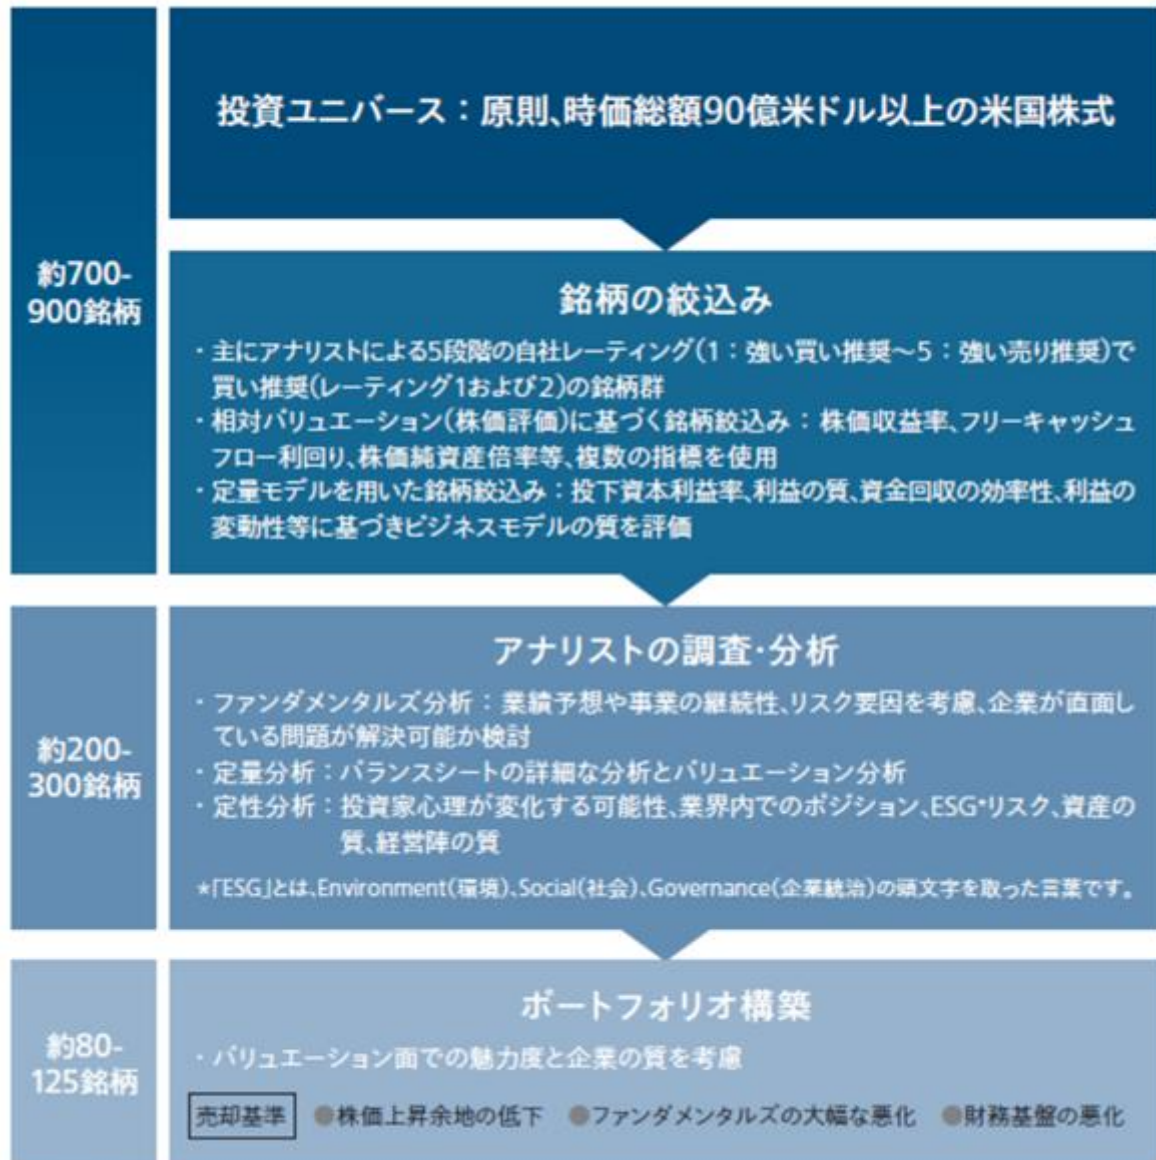 投資ユニバース：原則、時価総額90億米ドル以上の米国株式
約700-
900銘柄
銘柄の絞込み
・主にアナリストによる5段階の自社レーティング(1：強い買い推奨～5：強い売り推奨)で
買い推奨(レーティング1および2)の銘柄群
・相対バリュエーション(株価評価)に基づく銘柄絞込み：株価収益率、フリーキャッシュ
フロー利回り、株価純資産倍率等、複数の指標を使用
・定量モデルを用いた銘柄絞込み：投下資本利益率、利益の質、資金回収の効率性、利益の
変動性等に基づきビジネスモデルの質を評価
約200-
300銘柄
アナリストの調査・分析
・ファンダメンタルズ分析：業績予想や事業の継続性、リスク要因を考慮、企業が直面し
ている問題が解決可能か検討
・定量分析：バランスシートの詳細な分析とバリュエーション分析
・定性分析：投資家心理が変化する可能性、業界内でのポジション、ESG*リスク、資産の
質、経営陣の質
*「ESG」とは、Environment(環境)、Social(社会)、Governance(企業統治)の頭文字を取った言葉です。
約80-
125銘柄
ポートフォリオ構築
・バリュエーション面での魅力度と企業の質を考慮
売却基準 ●株価上昇余地の低下 ●ファンダメンタルズの大幅な悪化 ●財務基盤の悪化